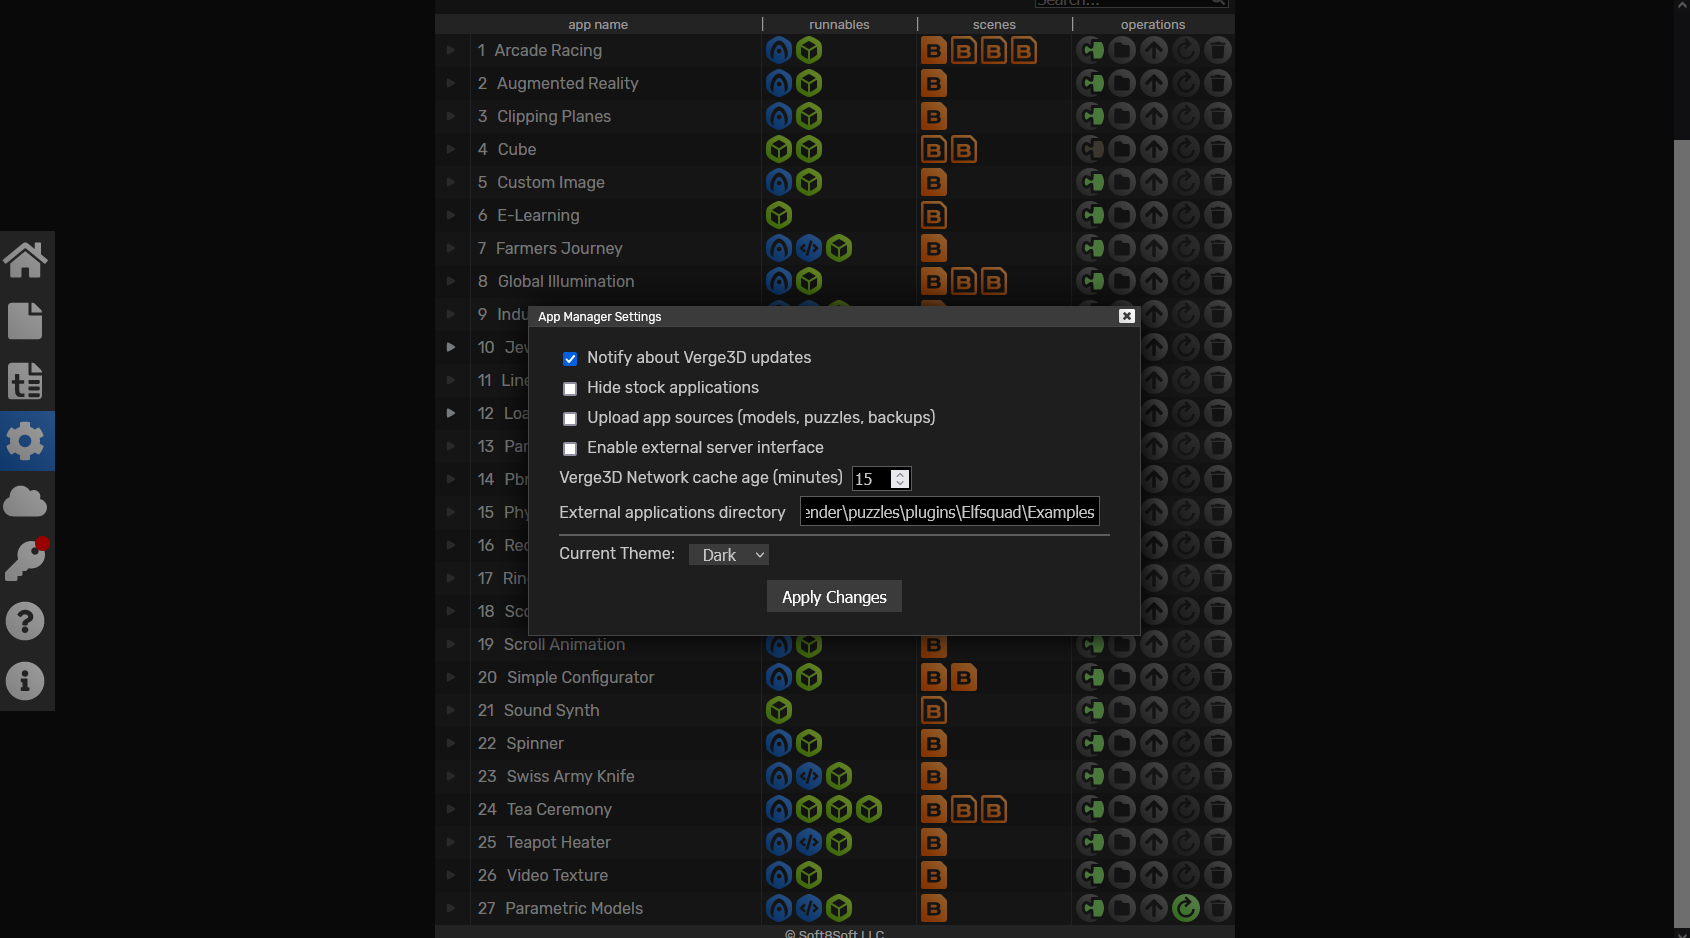 Search...
app name runnables scenes operations
1 Arcade Racing
2 Augmented Reality
3 Clipping Planes
4 Cube
5 Custom Image
6 E-Learning
7 Farmers Journey
8 Global Illumination
9 Indu
App Manager Settings
Notify about Verge3D updates
10 Jew
Hide stock applications
11 Line
Upload app sources (models, puzzles, backups)
12 Loa
Enable external server interface
13 Par
Verge3D Network cache age (minutes) 15
14 Pbr
External applications directory ender\puzzles\plugins\Elfsquad\Examples
15 Phy
16 Rec
Current Theme: Dark
17 Ring
Apply Changes
18 Sco
19 Scroll Animation
20 Simple Configurator
21 Sound Synth
22 Spinner
23 Swiss Army Knife
24 Tea Ceremony
25 Teapot Heater
26 Video Texture
27 Parametric Models
© Soft8Soft LLC